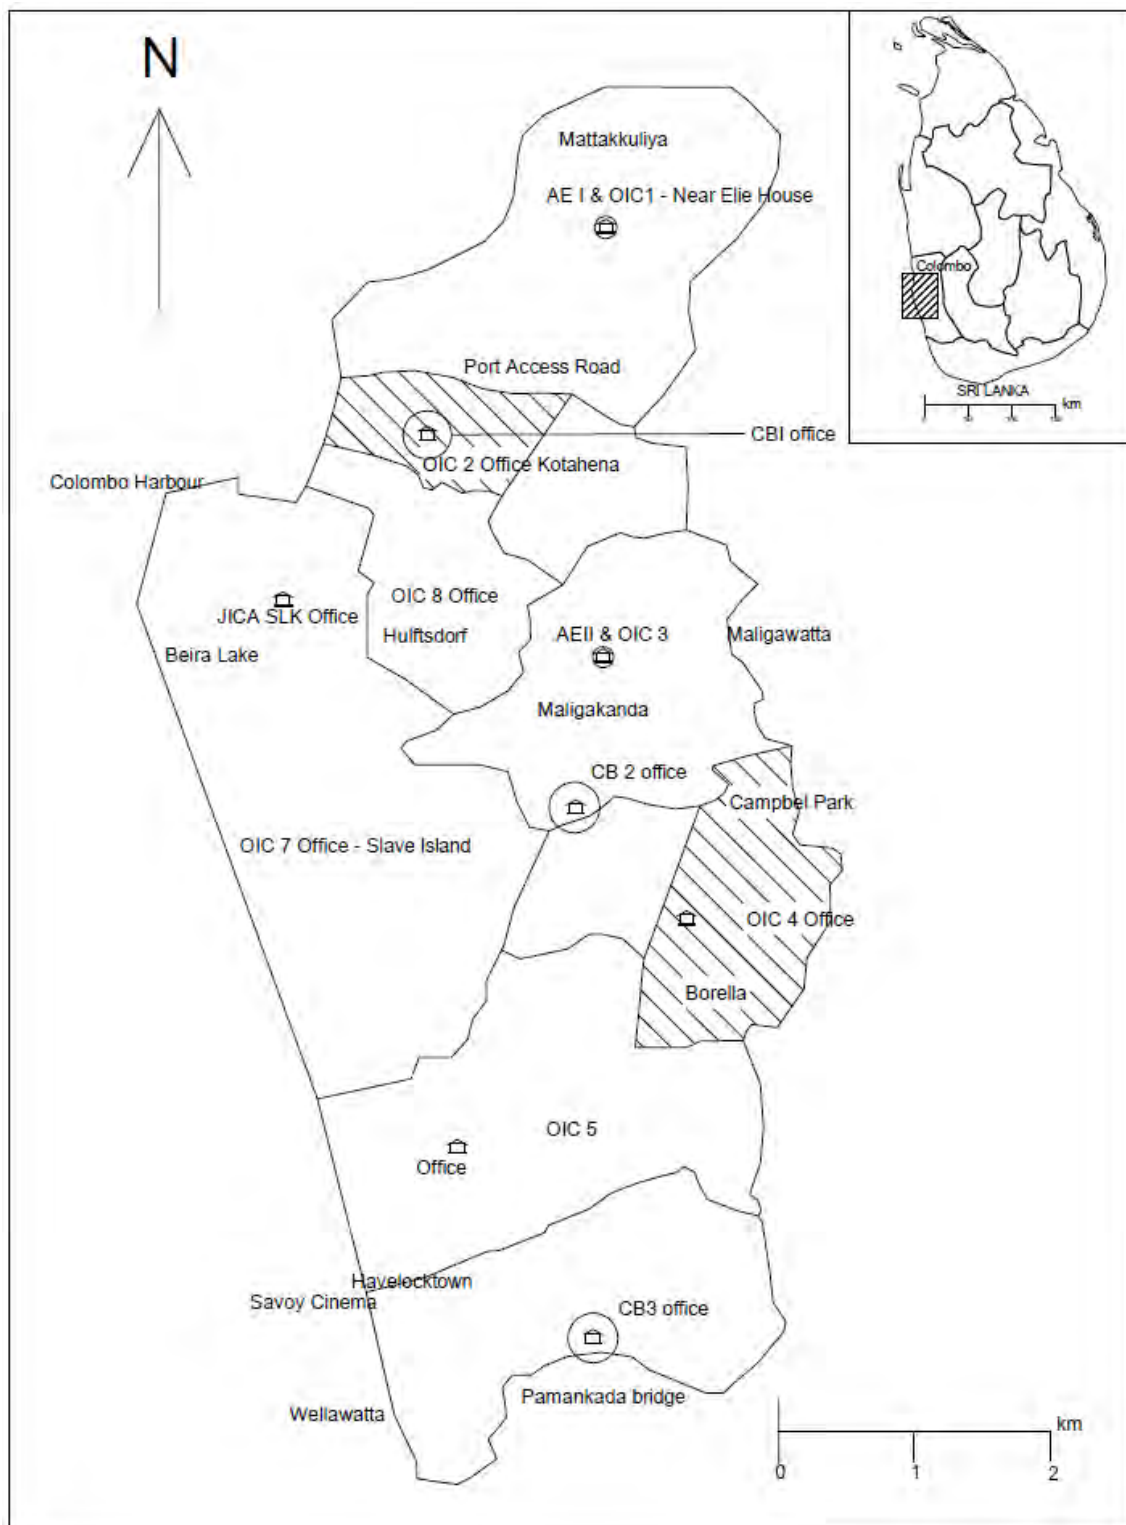 N
Mattakkuliya
AE I & OIC1 - Near Elie House
Colombo
SRI LANKA
km
Port Access Road
CBI office
OIC 2 Office Kotahena
Colombo Harbour
JICA SLK Office
OIC 8 Office
Hulftsdorf
Beira Lake
AEII & OIC 3
Maligawatta
Maligakanda
CB 2 office
Campbel Park
OIC 7 Office - Slave Island
OIC 4 Office
Borella
OIC 5
Office
Havelocktown
Savoy Cinema
CB3 office
Pamankada bridge
Wellawatta
km
0 1 2